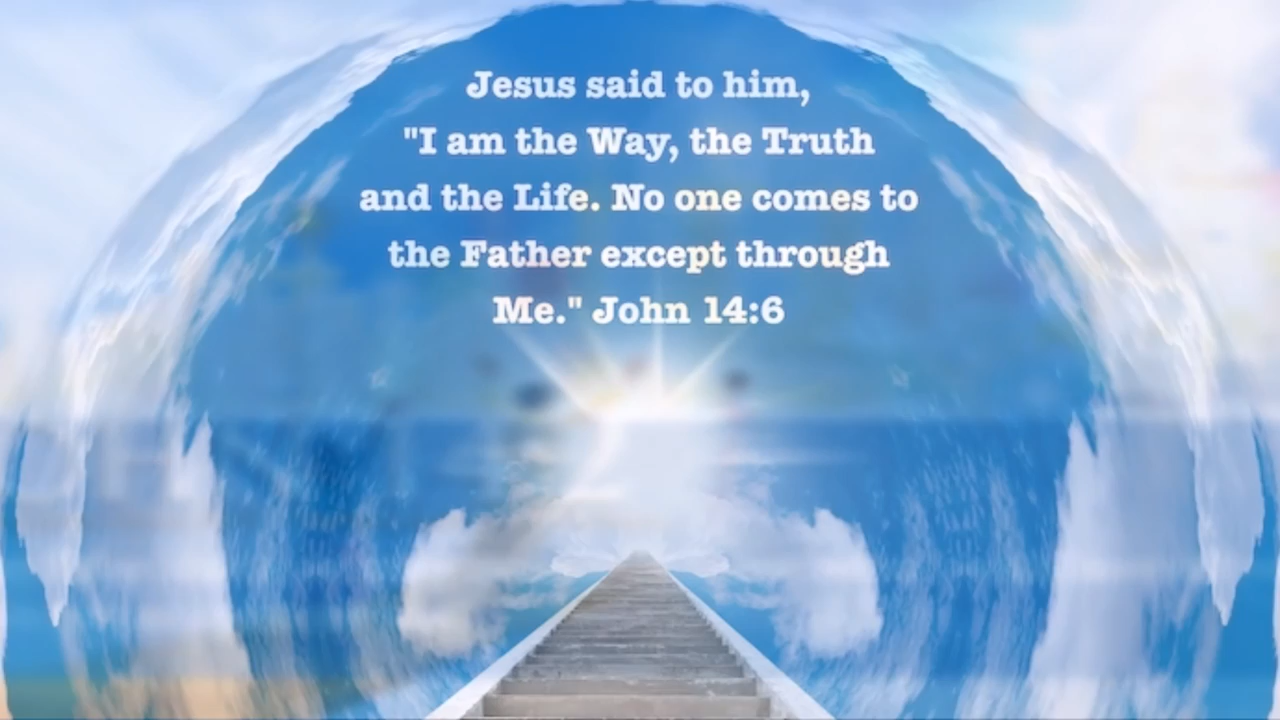 Jesus said to him,
"I am the Way, the Truth
and the Life. No one comes to
the Father except through
Me." John 14:6